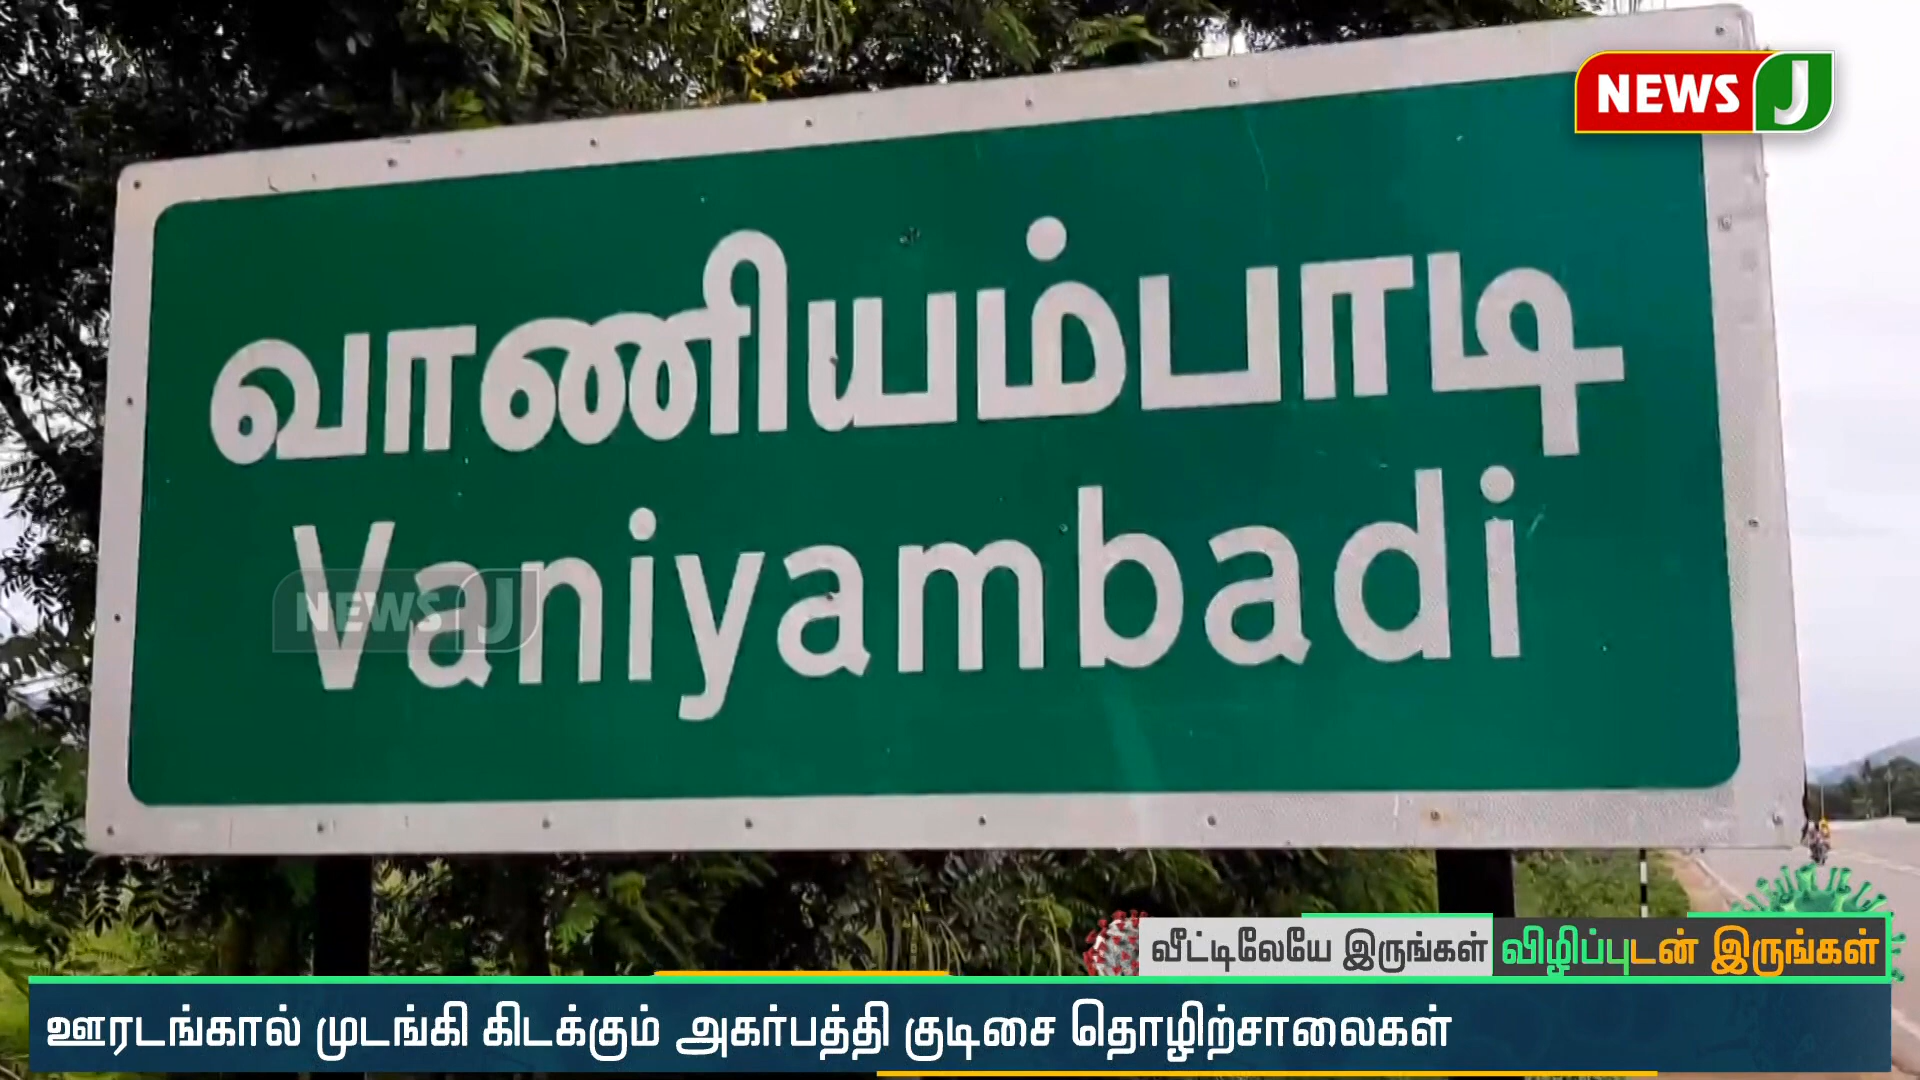 NEWS J
வாணியம்பாடி
Vaniyambadi
NEWS J
வீட்டிலேயே இருங்கள் விழிப்புடன் இருங்கள்
ஊரடங்கால் முடங்கி கிடக்கும் அகர்பத்தி குடிசை தொழிற்சாலைகள்